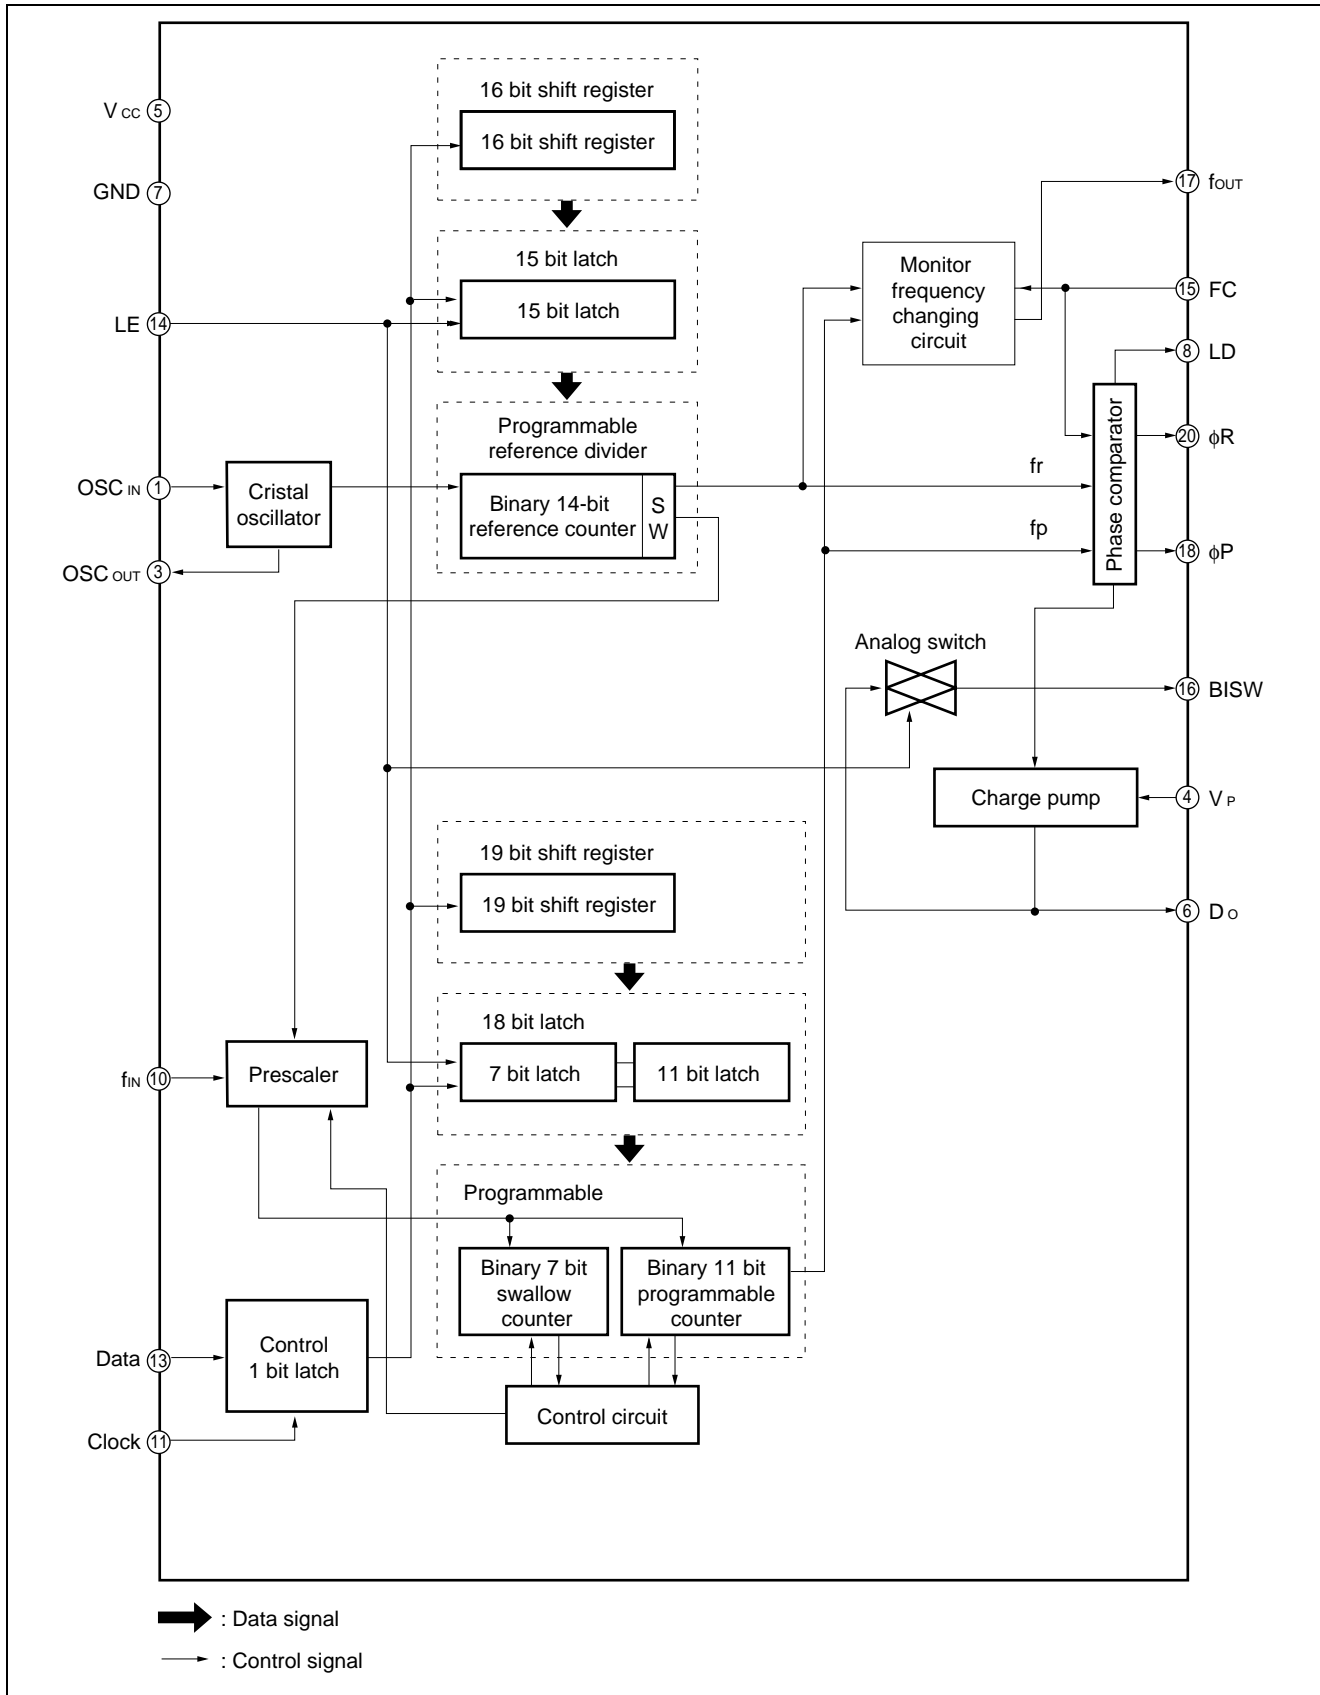 16 bit shift register
16 bit shift register
VCC 5
GND 7
15 bit latch
15 bit latch
LE 14
Programmable
reference divider
OSC IN 1
Cristal
oscillator
Binary 14-bit
reference counter
S
W
OSC OUT 3
Monitor
frequency
changing
circuit
17 fOUT
15 FC
8 LD
20 ϕR
fr
fp
Phase comparator
18 ϕP
Analog switch
16 BISW
Charge pump
4 VP
6 DO
19 bit shift register
19 bit shift register
18 bit latch
7 bit latch
11 bit latch
fIN 10
Prescaler
Programmable
Binary 7 bit
swallow
counter
Binary 11 bit
programmable
counter
Data 13
Control
1 bit latch
Clock 11
Control circuit
: Data signal
: Control signal